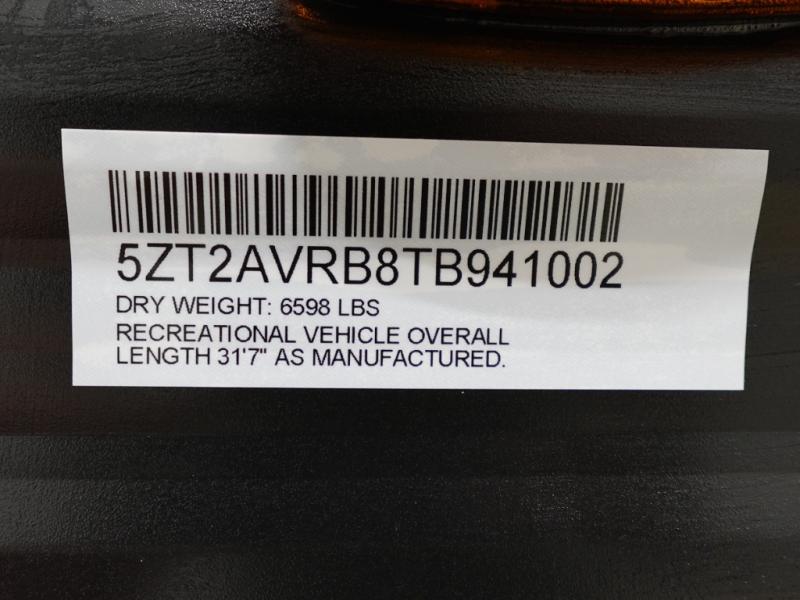 5ZT2AVRB8TB941002
DRY WEIGHT: 6598 LBS
RECREATIONAL VEHICLE OVERALL
LENGTH 31'7" AS MANUFACTURED.